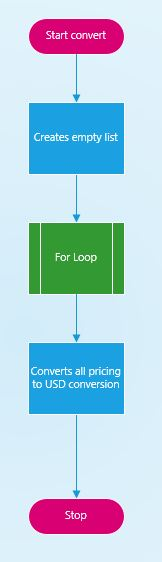 Start convert
Creates empty list
For Loop
Converts all pricing
to USD conversion
Stop